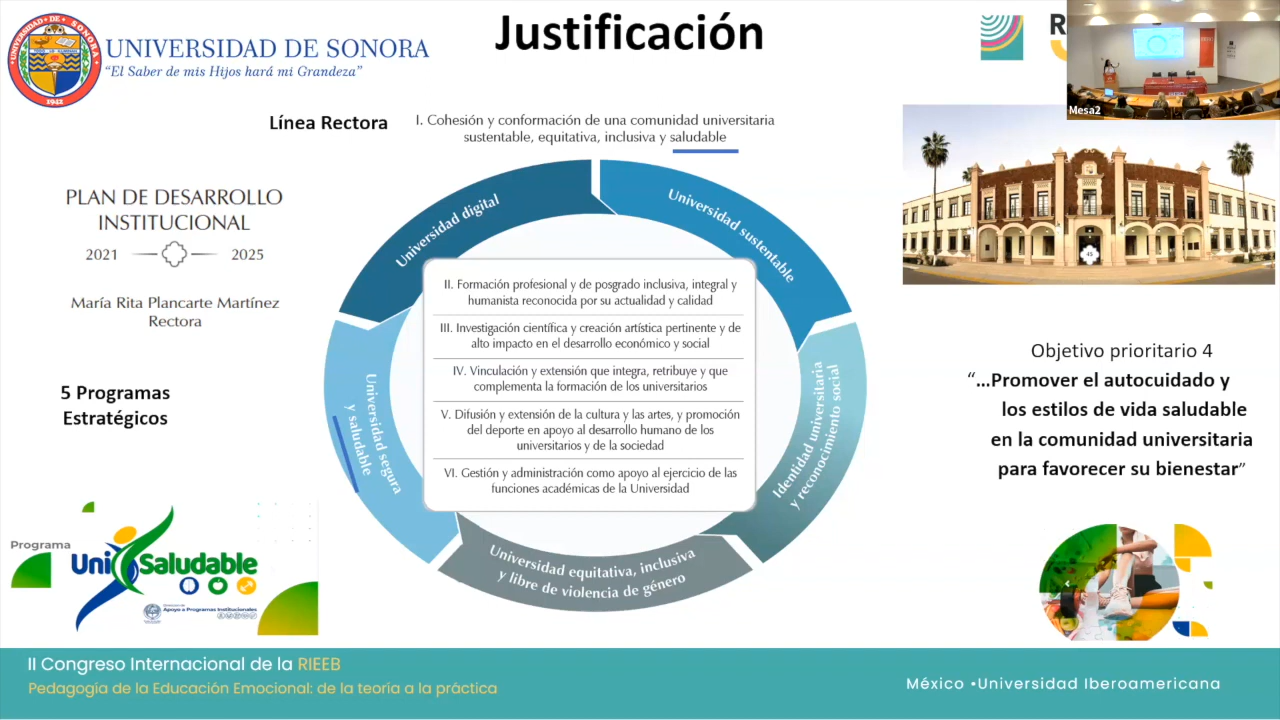 Justificación
UNIVERSIDAD DE SONORA
“El Saber de mis Hijos hará mi Grandeza”
UNIVERSIDAD DE SONORA
1942
R
Mesa2
Línea Rectora
I. Cohesión y conformación de una comunidad universitaria
sustentable, equitativa, inclusiva y saludable
PLAN DE DESARROLLO
INSTITUCIONAL
2021
2025
María Rita Plancarte Martínez
Rectora
5 Programas
Estratégicos
Universidad digital
Universidad sustentable
Identidad universitaria
y reconocimiento social
Universidad equitativa, inclusiva
y libre de violencia de género
Universidad segura
y saludable
II. Formación profesional y de posgrado inclusiva, integral y
humanista reconocida por su actualidad y calidad
III. Investigación científica y creación artística pertinente y de
alto impacto en el desarrollo económico y social
IV. Vinculación y extensión que integra, retribuye y que
complementa la formación de los universitarios
V. Difusión y extensión de la cultura y las artes, y promoción
del deporte en apoyo al desarrollo humano de los
universitarios y de la sociedad
VI. Gestión y administración como apoyo al ejercicio de las
funciones académicas de la Universidad
Objetivo prioritario 4
“...Promover el autocuidado y
los estilos de vida saludable
en la comunidad universitaria
para favorecer su bienestar”
Programa
UniSaludable
Apoyo a Programas Institucionales
II Congreso Internacional de la RIEEB
Pedagogía de la Educación Emocional: de la teoría a la práctica
México •Universidad Iberoamericana